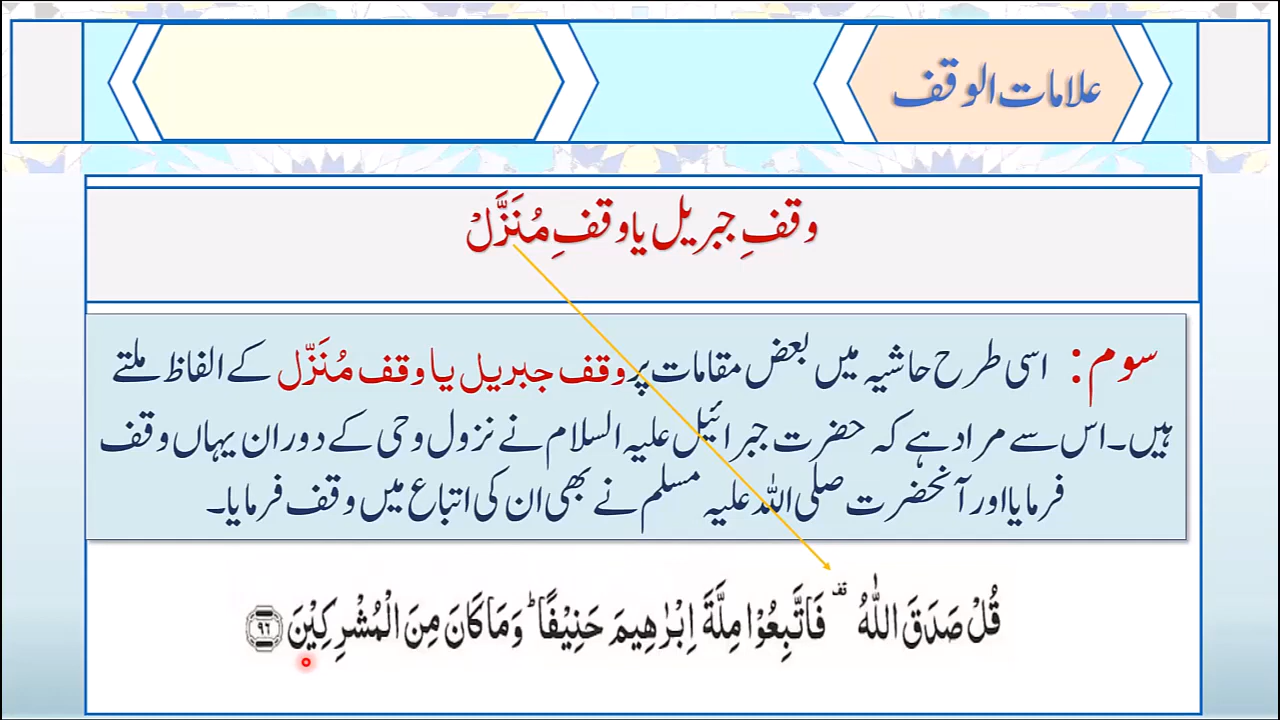 علامات الوقف
وقفِ جبریل یا وقفِ مُنَزَّلْ
سوم: اسی طرح حاشیہ میں بعض مقامات پر وقف جبریل یا وقف مُنَزّل کے الفاظ ملتے
ہیں۔ اس سے مراد ہے کہ حضرت جبرائیل علیہ السلام نے نزول وحی کے دوران یہاں وقف
فرمایا اور آنحضرت صلی اللہ علیہ مسلم نے بھی ان کی اتباع میں وقف فرمایا۔
قُلْ صَدَقَ اللّٰهُ ۛقف فَاتَّبِعُوْا مِلَّةَ اِبْرٰهِيمَ حَنِيْفًا ؕ وَمَا كَانَ مِنَ الْمُشْرِكِيْنَ ۹۲